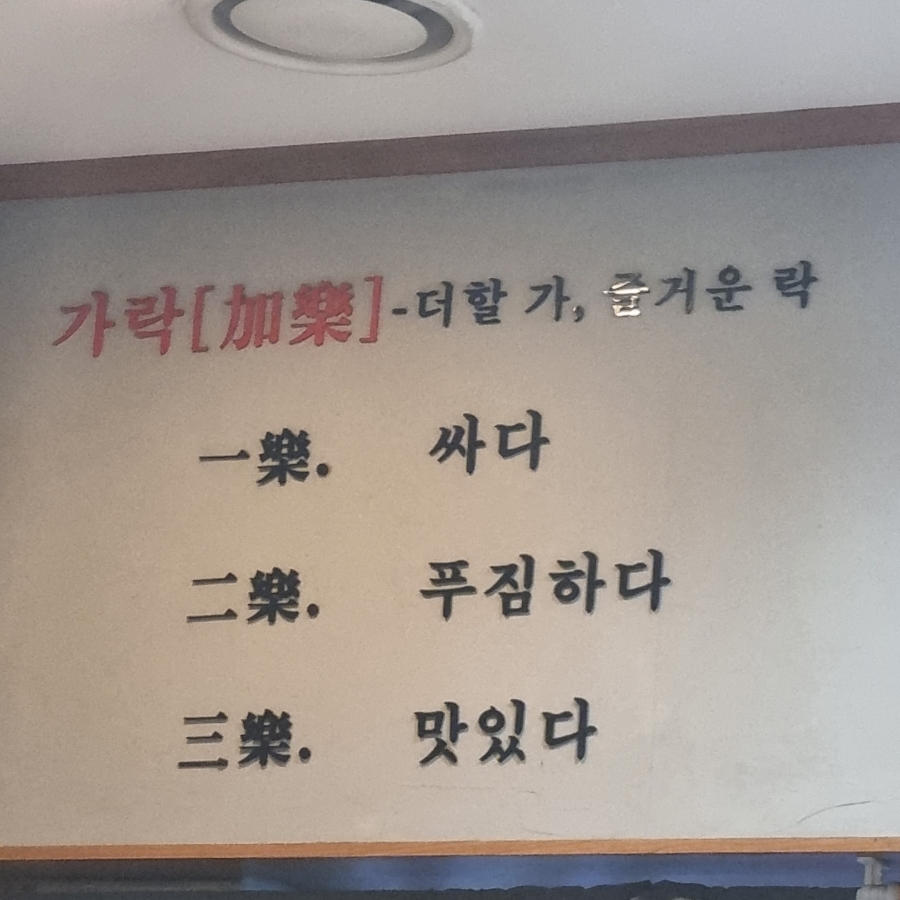 가락[加樂]-더할 가, 즐거운 락
一樂. 싸다
二樂. 푸짐하다
三樂. 맛있다